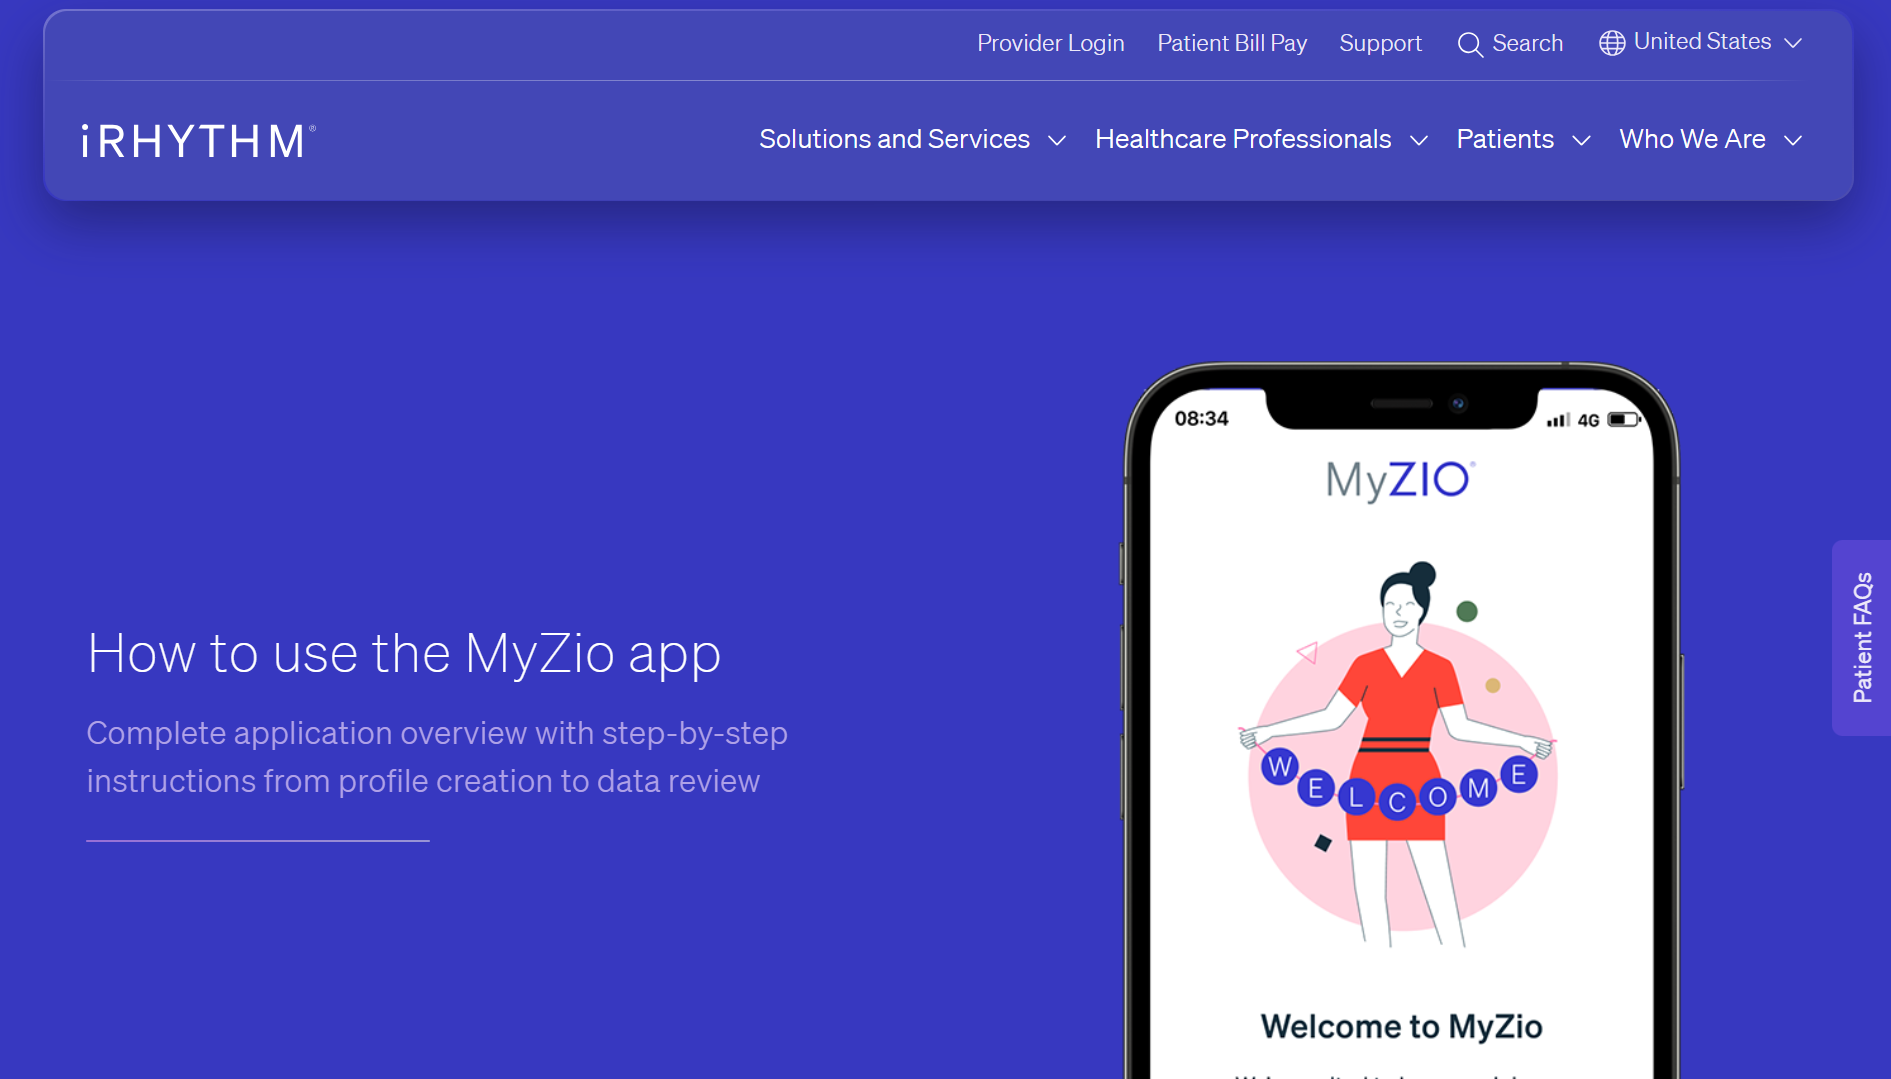 Provider Login
Patient Bill Pay
Support
Search
United States
iRHYTHM®
Solutions and Services
Healthcare Professionals
Patients
Who We Are
How to use the MyZio app
Complete application overview with step-by-step
instructions from profile creation to data review
08:34
4G
MyZIO®
WELCOME
Welcome to MyZio
Patient FAQs